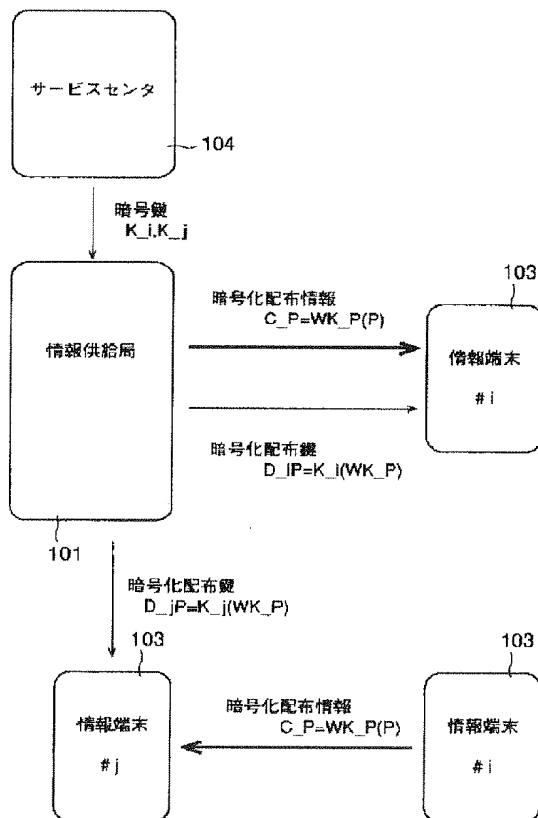 サービスセンタ
104
暗号鍵
K_i,K_j
情報供給局
101
暗号化配布情報
C_P=WK_P(P)
103
情報端末
#i
暗号化配布鍵
D_iP=K_i(WK_P)
暗号化配布鍵
D_jP=K_j(WK_P)
103
情報端末
#j
暗号化配布情報
C_P=WK_P(P)
103
情報端末
#i